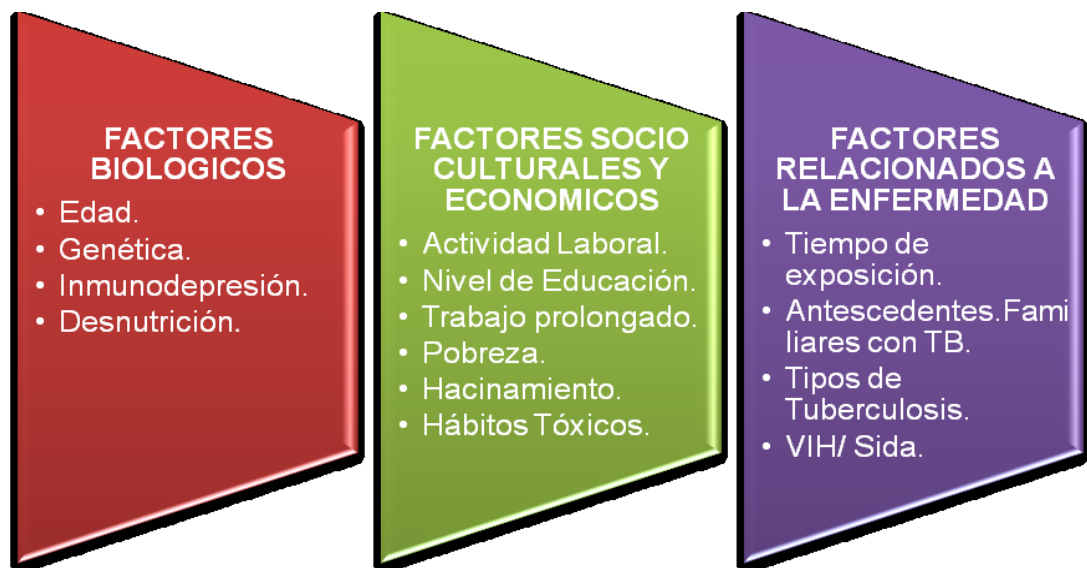 FACTORES
BIOLOGICOS
• Edad.
• Genética.
• Inmunodepresión.
• Desnutrición.
FACTORES SOCIO
CULTURALES Y
ECONOMICOS
• Actividad Laboral.
• Nivel de Educación.
• Trabajo prolongado.
• Pobreza.
• Hacinamiento.
• Hábitos Tóxicos.
FACTORES
RELACIONADOS A
LA ENFERMEDAD
• Tiempo de
exposición.
• Antescedentes.Fami
liares con TB.
• Tipos de
Tuberculosis.
• VIH/ Sida.